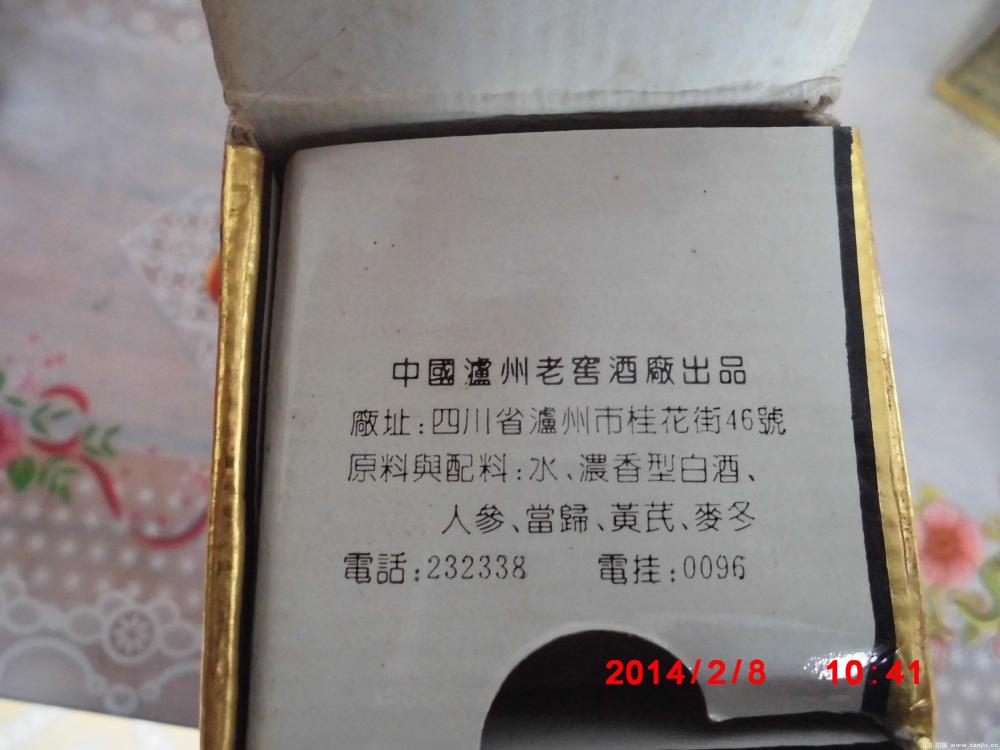 中國瀘州老窖酒廠出品
廠址:四川省瀘州市桂花街46號
原料與配料:水、濃香型白酒、
人參、當歸、黃芪、麥冬
電話:232338 電挂:0096
2014/2/8 10:41